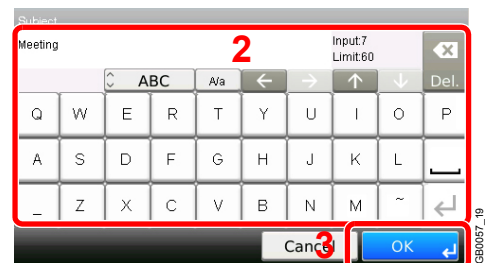 Subject
Meeting
2
Input:7
Limit:60
ABC A/a ← → ↑ ↓ Del.
Q W E R T Y U I O P
A S D F G H J K L
_ Z X C V B N M ~
Cancel 3 OK
GB0057_19